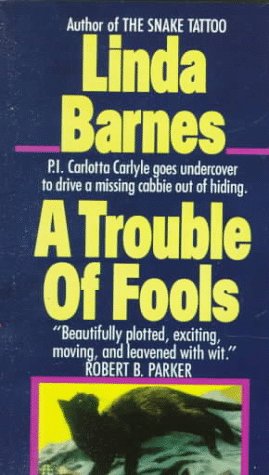 Author of THE SNAKE TATTOO
Linda
Barnes
P.I. Carlotta Carlyle goes undercover
to drive a missing cabbie out of hiding.
A Trouble
Of Fools
"Beautifully plotted, exciting,
moving, and leavened with wit."
ROBERT B. PARKER